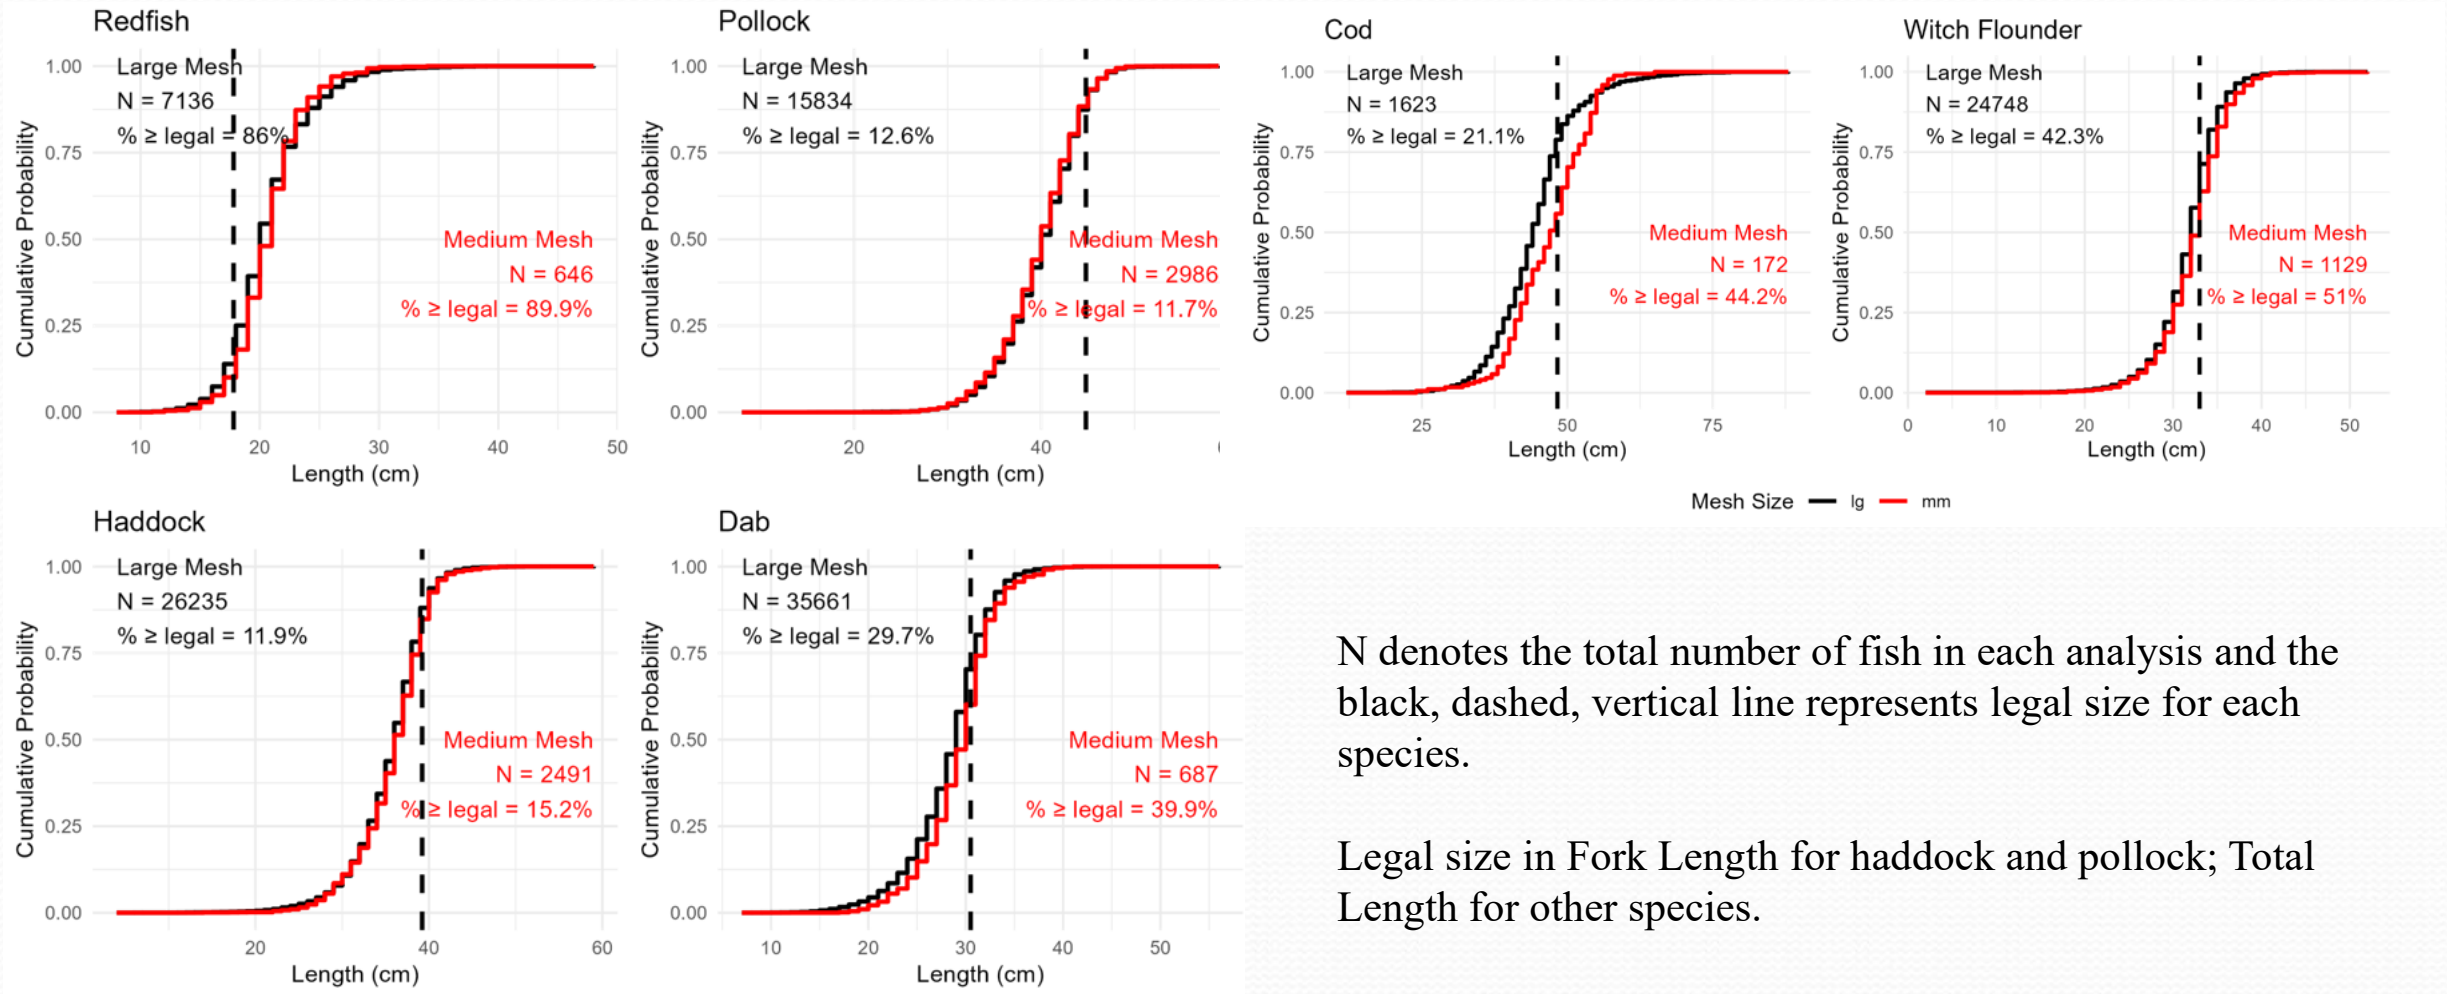 Redfish
Large Mesh
N = 7136
% ≥ legal = 86%
Medium Mesh
N = 646
% ≥ legal = 89.9%
Cumulative Probability
1.00
0.75
0.50
0.25
0.00
10 20 30 40 50
Length (cm)
Pollock
Large Mesh
N = 15834
% ≥ legal = 12.6%
Medium Mesh
N = 2986
% ≥ legal = 11.7%
Cumulative Probability
1.00
0.75
0.50
0.25
0.00
20 40
Length (cm)
Cod
Large Mesh
N = 1623
% ≥ legal = 21.1%
Medium Mesh
N = 172
% ≥ legal = 44.2%
Cumulative Probability
1.00
0.75
0.50
0.25
0.00
25 50 75
Length (cm)
Witch Flounder
Large Mesh
N = 24748
% ≥ legal = 42.3%
Medium Mesh
N = 1129
% ≥ legal = 51%
Cumulative Probability
1.00
0.75
0.50
0.25
0.00
0 10 20 30 40 50
Length (cm)
Mesh Size lg mm
Haddock
Large Mesh
N = 26235
% ≥ legal = 11.9%
Medium Mesh
N = 2491
% ≥ legal = 15.2%
Cumulative Probability
1.00
0.75
0.50
0.25
0.00
20 40 60
Length (cm)
Dab
Large Mesh
N = 35661
% ≥ legal = 29.7%
Medium Mesh
N = 687
% ≥ legal = 39.9%
Cumulative Probability
1.00
0.75
0.50
0.25
0.00
10 20 30 40 50
Length (cm)
N denotes the total number of fish in each analysis and the
black, dashed, vertical line represents legal size for each
species.
Legal size in Fork Length for haddock and pollock; Total
Length for other species.